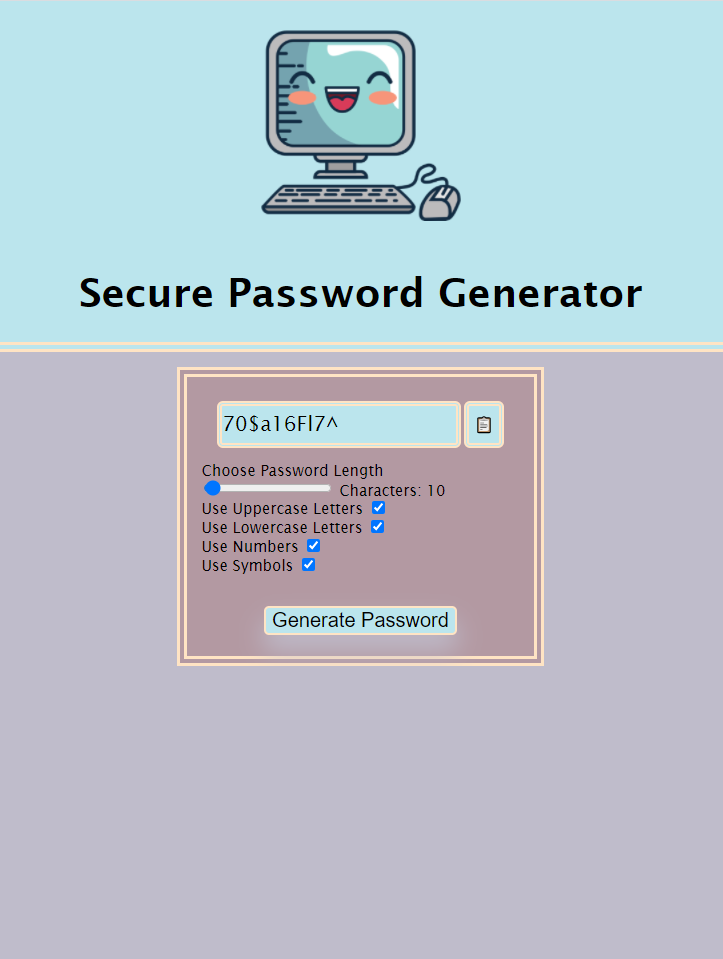 Secure Password Generator
70$a16Fl7^
Choose Password Length
Characters: 10
Use Uppercase Letters
Use Lowercase Letters
Use Numbers
Use Symbols
Generate Password